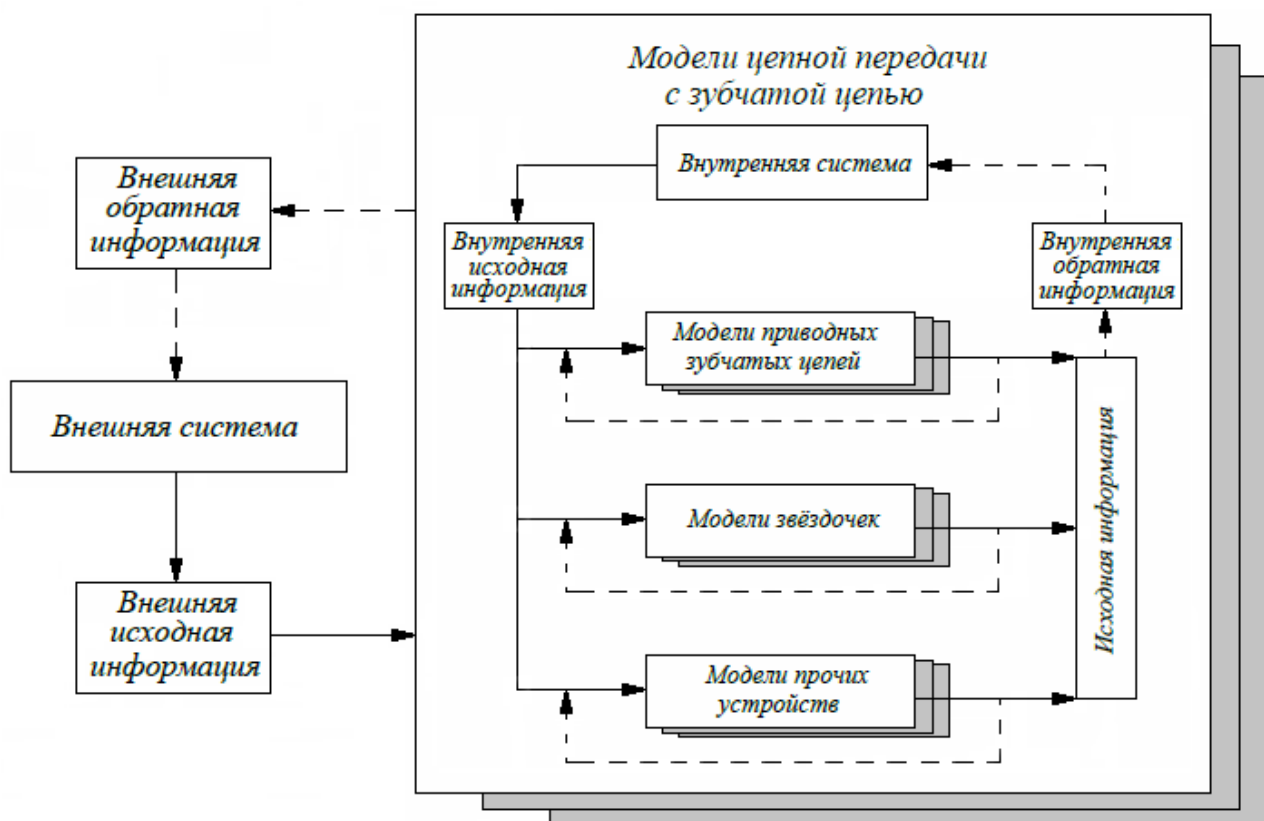 Модели цепной передачи
с зубчатой цепью
Внутренняя система
Внешняя
обратная
информация
Внутренняя
исходная
информация
Внутренняя
обратная
информация
Модели приводных
зубчатых цепей
Внешняя система
Исходная информация
Модели звёздочек
Внешняя
исходная
информация
Модели прочих
устройств